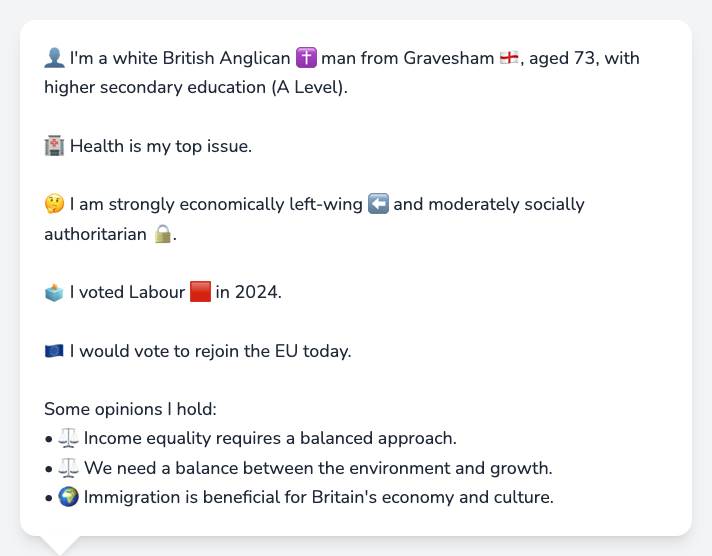 👤 I'm a white British Anglican ✝️ man from Gravesham 🏴󠁧󠁢󠁥󠁮󠁧󠁿, aged 73, with
higher secondary education (A Level).
🏥 Health is my top issue.
🤔 I am strongly economically left-wing ⬅️ and moderately socially
authoritarian 🔒.
🗳️ I voted Labour 🟥 in 2024.
🇪🇺 I would vote to rejoin the EU today.
Some opinions I hold:
• ⚖️ Income equality requires a balanced approach.
• ⚖️ We need a balance between the environment and growth.
• 🌍 Immigration is beneficial for Britain's economy and culture.